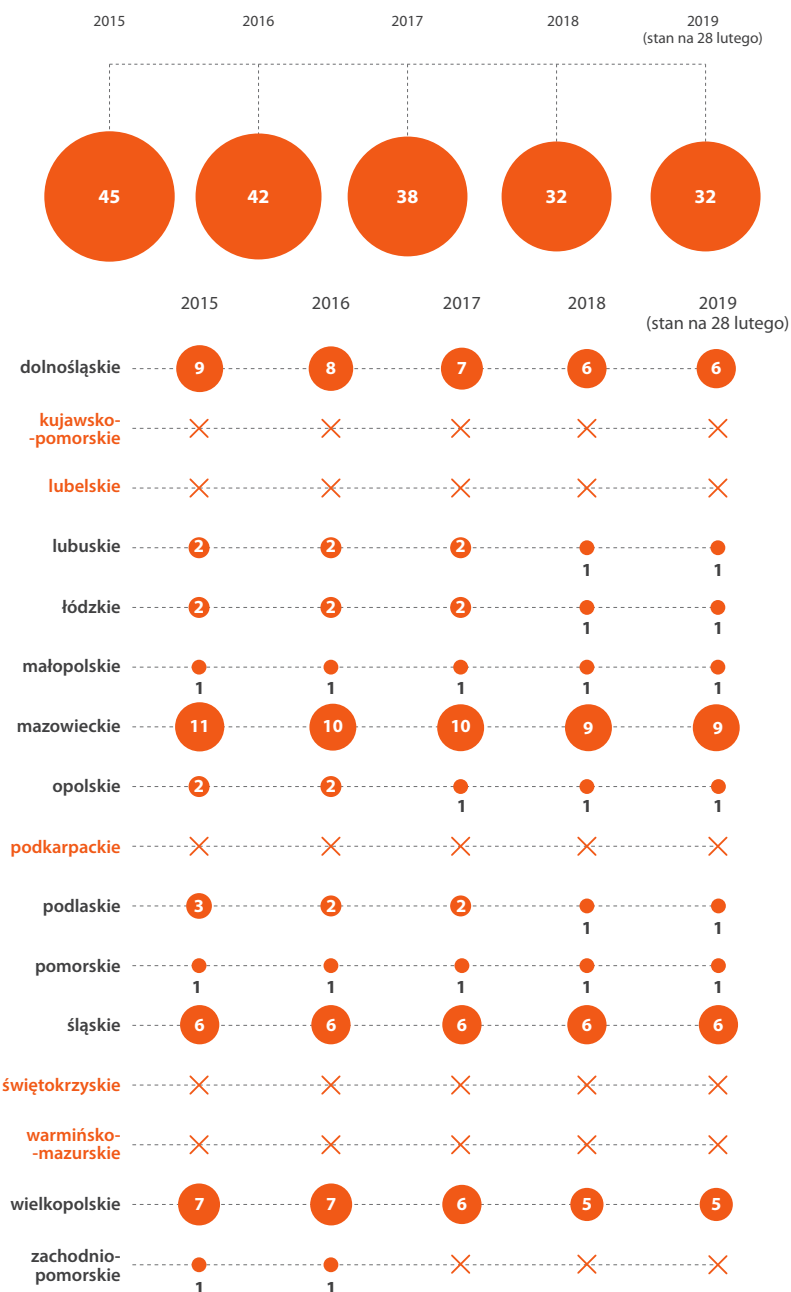 2015 2016 2017 2018 2019
(stan na 28 lutego)
45 42 38 32 32
2015 2016 2017 2018 2019
(stan na 28 lutego)
dolnośląskie 9 8 7 6 6
kujawsko-
-pomorskie
lubelskie
lubuskie 2 2 2 1 1
łódzkie 2 2 2 1 1
małopolskie 1 1 1 1 1
mazowieckie 11 10 10 9 9
opolskie 2 2 1 1 1
podkarpackie
podlaskie 3 2 2 1 1
pomorskie 1 1 1 1 1
śląskie 6 6 6 6 6
świętokrzyskie
warmińsko-
-mazurskie
wielkopolskie 7 7 6 5 5
zachodnio-
pomorskie 1 1